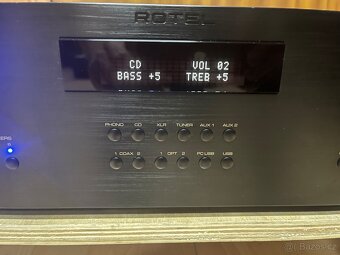 ROTEL
CD VOL 02
BASS +5 TREB +5
PHONO CD XLR TUNER AUX 1 AUX 2
1 COAX 2 1 OPT 2 PC-USB USB